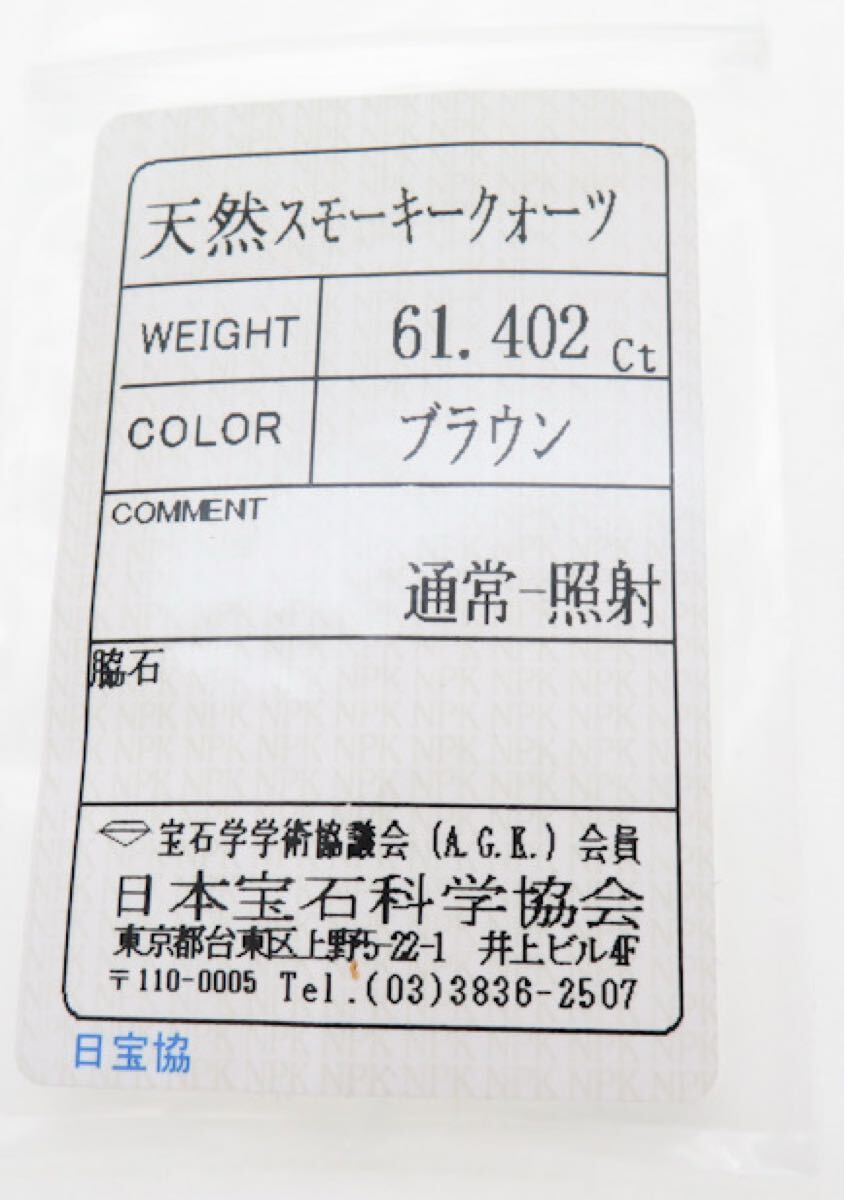 天然スモーキークォーツ
WEIGHT 61.402 Ct
COLOR ブラウン
COMMENT
通常-照射
脇石
宝石学学術協議会 (A.G.K.) 会員
日本宝石科学協会
東京都台東区上野5-22-1 井上ビル4F
〒110-0005 Tel.(03)3836-2507
日宝協